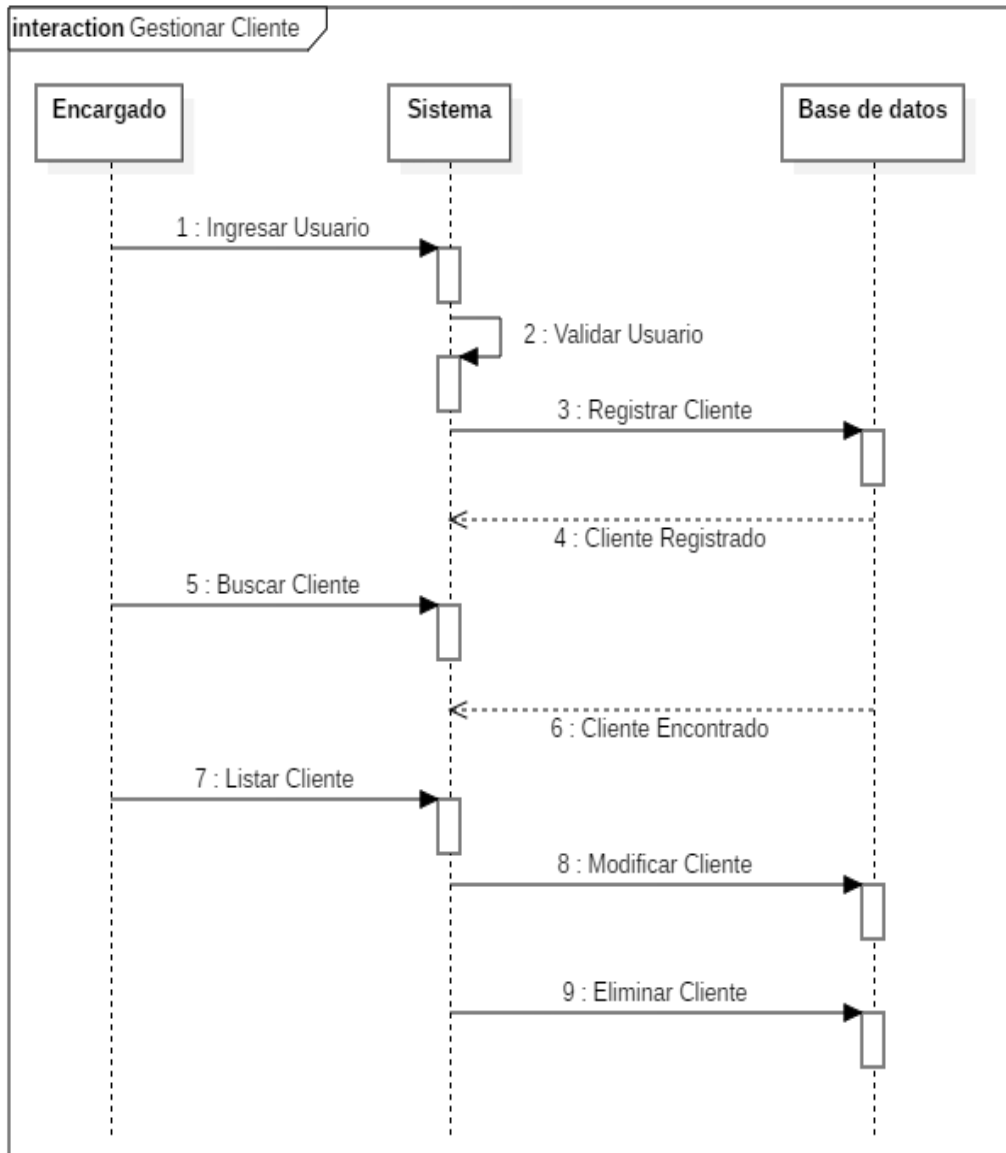 interaction Gestionar Cliente
Encargado
Sistema
Base de datos
1 : Ingresar Usuario
2 : Validar Usuario
3 : Registrar Cliente
4 : Cliente Registrado
5 : Buscar Cliente
6 : Cliente Encontrado
7 : Listar Cliente
8 : Modificar Cliente
9 : Eliminar Cliente